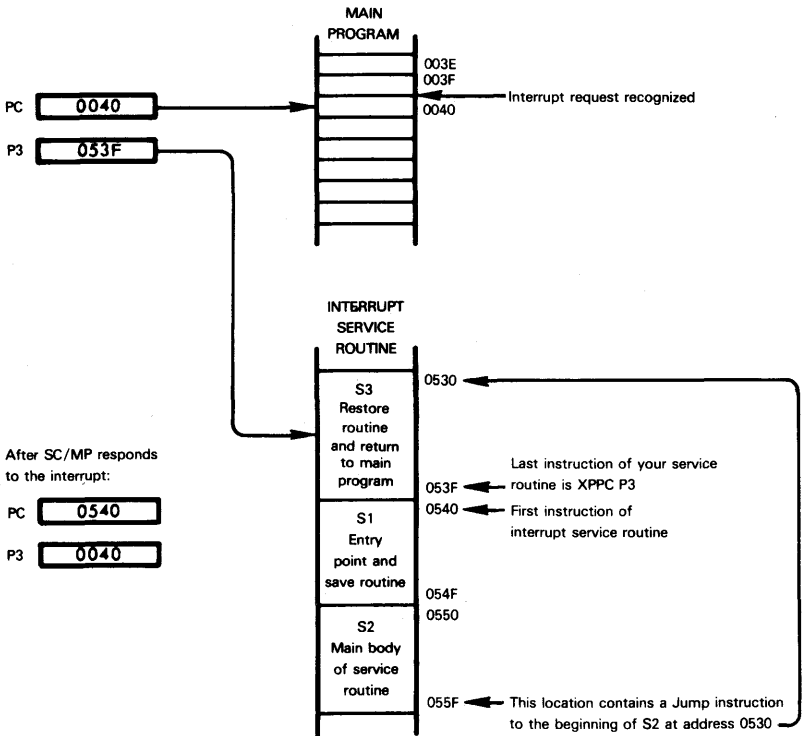 MAIN
PROGRAM
003E
003F
Interrupt request recognized
PC 0040
0040
P3 053F
INTERRUPT
SERVICE
ROUTINE
0530
S3
Restore
routine
and return
to main
program
After SC/MP responds
to the interrupt:
Last instruction of your service
053F routine is XPPC P3
PC 0540
0540 First instruction of
interrupt service routine
S1
Entry
point and
save routine
P3 0040
054F
0550
S2
Main body
of service
routine
055F This location contains a Jump instruction
to the beginning of S2 at address 0530